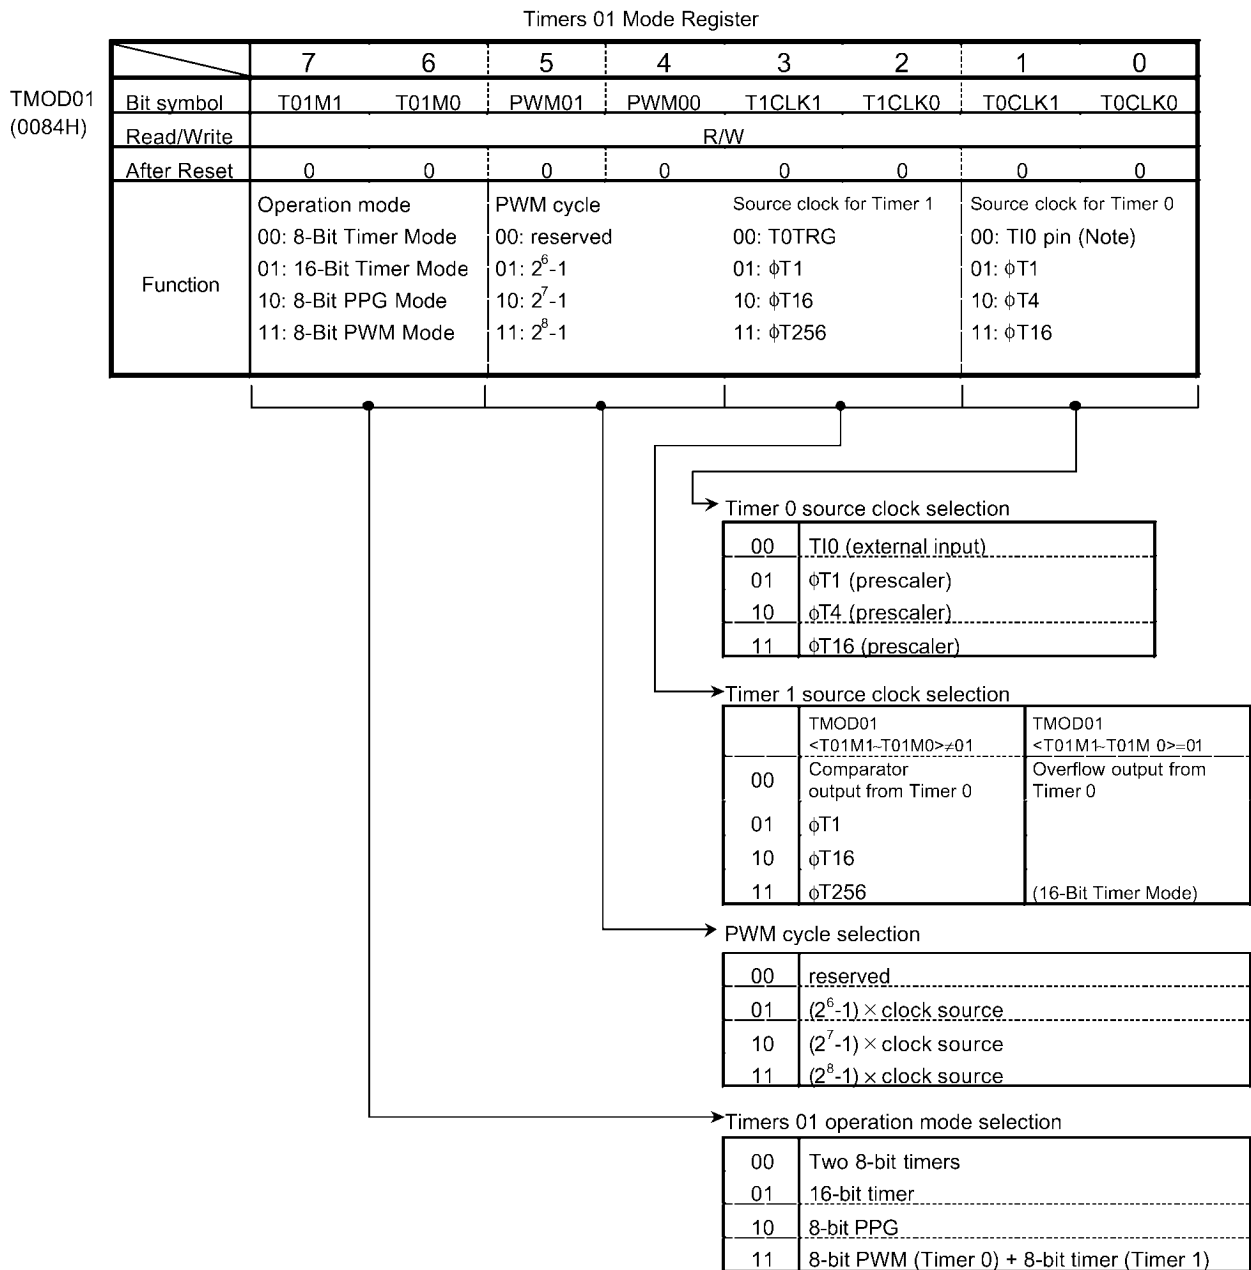 Timers 01 Mode Register
7 6 5 4 3 2 1 0
TMOD01
(0084H)
Bit symbol T01M1 T01M0 PWM01 PWM00 T1CLK1 T1CLK0 T0CLK1 T0CLK0
Read/Write R/W
After Reset 0 0 0 0 0 0 0 0
Function
Operation mode
00: 8-Bit Timer Mode
01: 16-Bit Timer Mode
10: 8-Bit PPG Mode
11: 8-Bit PWM Mode
PWM cycle
00: reserved
01: 2⁶-1
10: 2⁷-1
11: 2⁸-1
Source clock for Timer 1
00: T0TRG
01: ϕT1
10: ϕT16
11: ϕT256
Source clock for Timer 0
00: TI0 pin (Note)
01: ϕT1
10: ϕT4
11: ϕT16
Timer 0 source clock selection
00 TI0 (external input)
01 ϕT1 (prescaler)
10 ϕT4 (prescaler)
11 ϕT16 (prescaler)
Timer 1 source clock selection
TMOD01
<T01M1~T01M0>≠01
TMOD01
<T01M1~T01M 0>=01
00 Comparator
output from Timer 0
Overflow output from
Timer 0
01 ϕT1
10 ϕT16
11 ϕT256 (16-Bit Timer Mode)
PWM cycle selection
00 reserved
01 (2⁶-1) × clock source
10 (2⁷-1) × clock source
11 (2⁸-1) × clock source
Timers 01 operation mode selection
00 Two 8-bit timers
01 16-bit timer
10 8-bit PPG
11 8-bit PWM (Timer 0) + 8-bit timer (Timer 1)